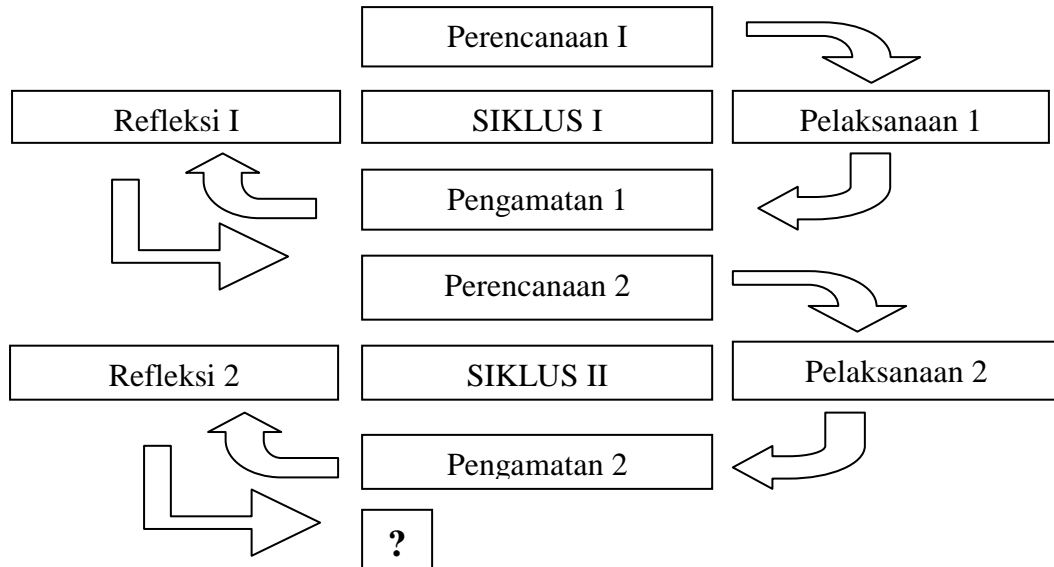 Perencanaan I
Refleksi I
SIKLUS I
Pelaksanaan 1
Pengamatan 1
Perencanaan 2
Refleksi 2
SIKLUS II
Pelaksanaan 2
Pengamatan 2
?